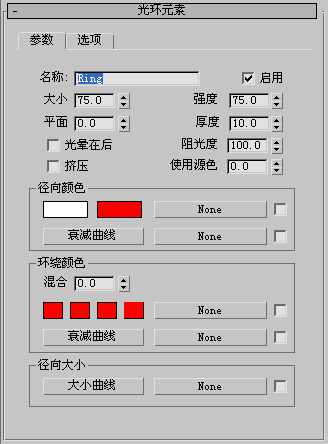 - 光环元素
参数 选项
名称: Ring 启用
大小 75.0 强度 75.0
平面 0.0 厚度 10.0
光晕在后 阻光度 100.0
挤压 使用源色 0.0
径向颜色
None
衰减曲线 None
环绕颜色
混合 0.0
None
衰减曲线 None
径向大小
大小曲线 None